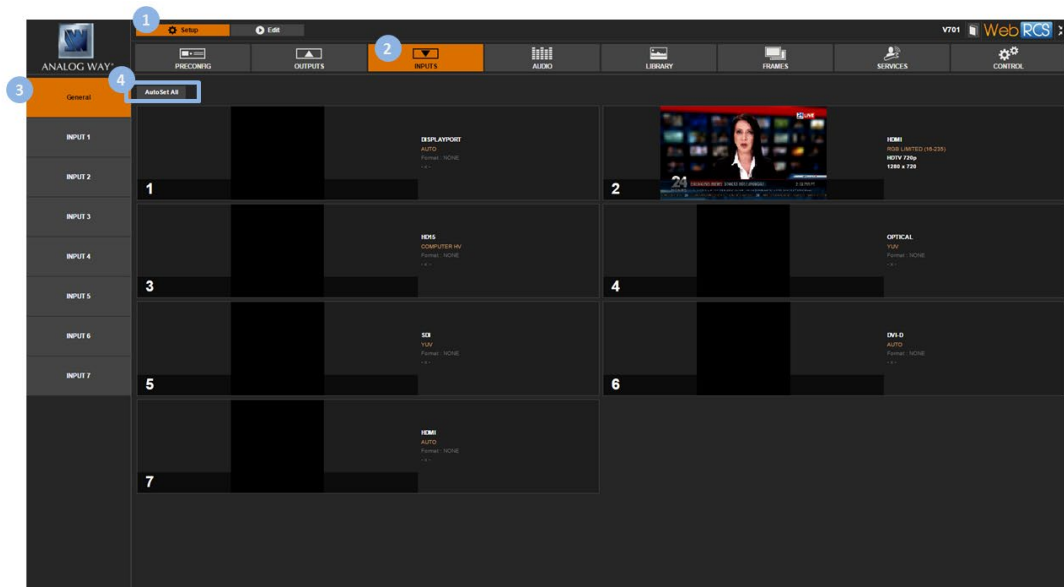 1
Setup
Edit
V701
Web RCS
ANALOG WAY®
PRECONFIG
OUTPUTS
2
INPUTS
AUDIO
LIBRARY
FRAMES
SERVICES
CONTROL
3
General
4
AutoSet All
INPUT 1
INPUT 2
INPUT 3
INPUT 4
INPUT 5
INPUT 6
INPUT 7
DISPLAYPORT
AUTO
Format : NONE
- x -
1
LIVE
24
HDMI
RGB LIMITED (16-235)
HDTV 720p
1280 x 720
2
HD15
COMPUTER HV
Format : NONE
- x -
3
OPTICAL
YUV
Format : NONE
- x -
4
SDI
YUV
Format : NONE
- x -
5
DVI-D
AUTO
Format : NONE
- x -
6
HDMI
AUTO
Format : NONE
- x -
7